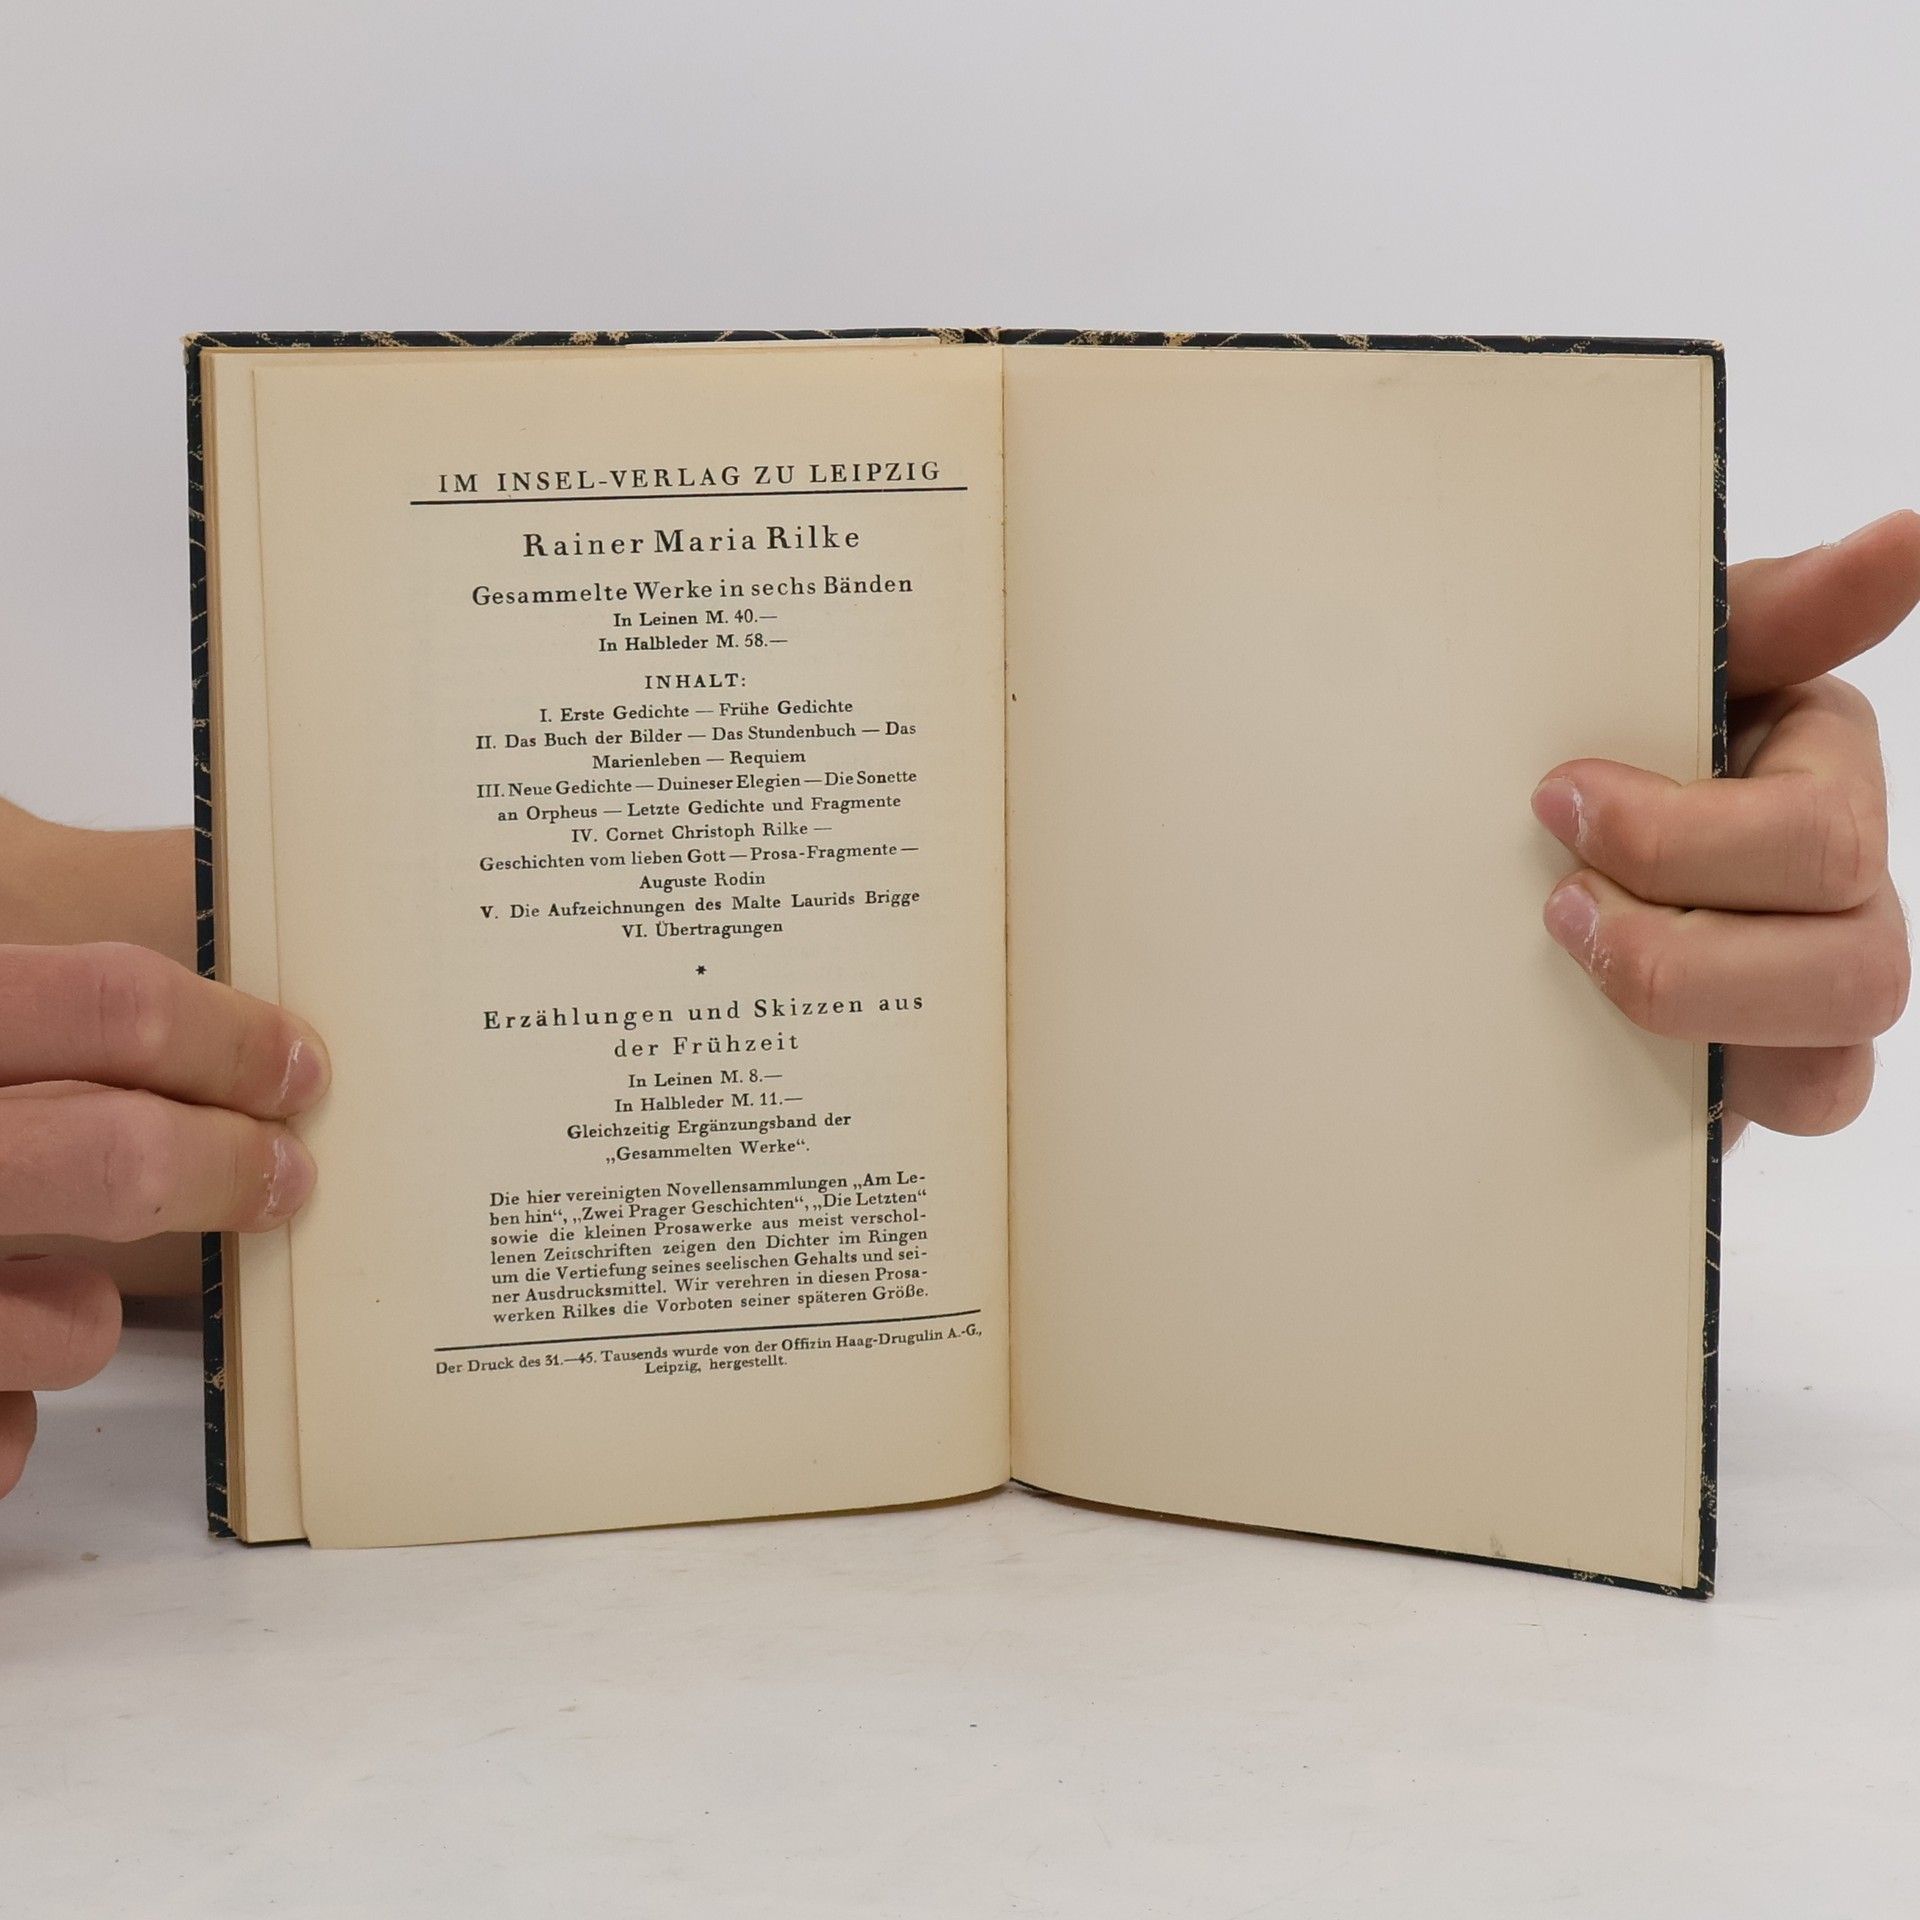 IM INSEL-VERLAG ZU LEIPZIG
Rainer Maria Rilke
Gesammelte Werke in sechs Bänden
In Leinen M. 40.—
In Halbleder M. 58.—
INHALT:
I. Erste Gedichte — Frühe Gedichte
II. Das Buch der Bilder — Das Stundenbuch — Das
Marienleben — Requiem
III. Neue Gedichte — Duineser Elegien — Die Sonette
an Orpheus — Letzte Gedichte und Fragmente
IV. Cornet Christoph Rilke —
Geschichten vom lieben Gott — Prosa-Fragmente —
Auguste Rodin
V. Die Aufzeichnungen des Malte Laurids Brigge
VI. Übertragungen
*
Erzählungen und Skizzen aus
der Frühzeit
In Leinen M. 8.—
In Halbleder M. 11.—
Gleichzeitig Ergänzungsband der
„Gesammelten Werke“.
Die hier vereinigten Novellensammlungen „Am Le-
ben hin“, „Zwei Prager Geschichten“, „Die Letzten“
sowie die kleinen Prosawerke aus meist verschol-
lenen Zeitschriften zeigen den Dichter im Ringen
um die Vertiefung seines seelischen Gehalts und sei-
ner Ausdrucksmittel. Wir verehren in diesen Prosa-
werken Rilkes die Vorboten seiner späteren Größe.
Der Druck des 31.—45. Tausends wurde von der Offizin Haag-Drugulin A.-G.,
Leipzig, hergestellt.